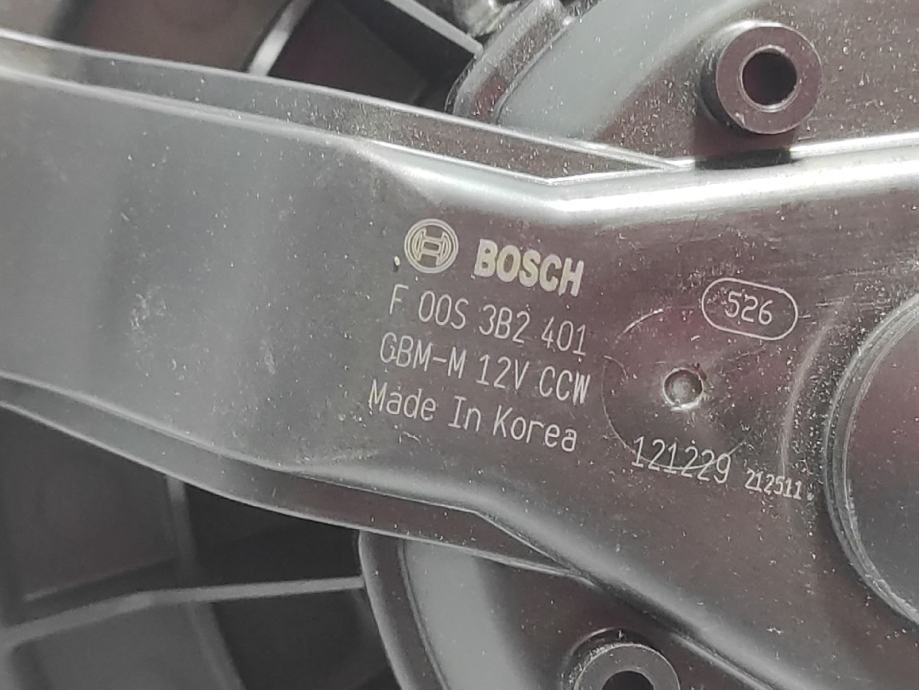 BOSCH
F 00S 3B2 401
GBM-M 12V CCW
Made In Korea
526
121229 212511